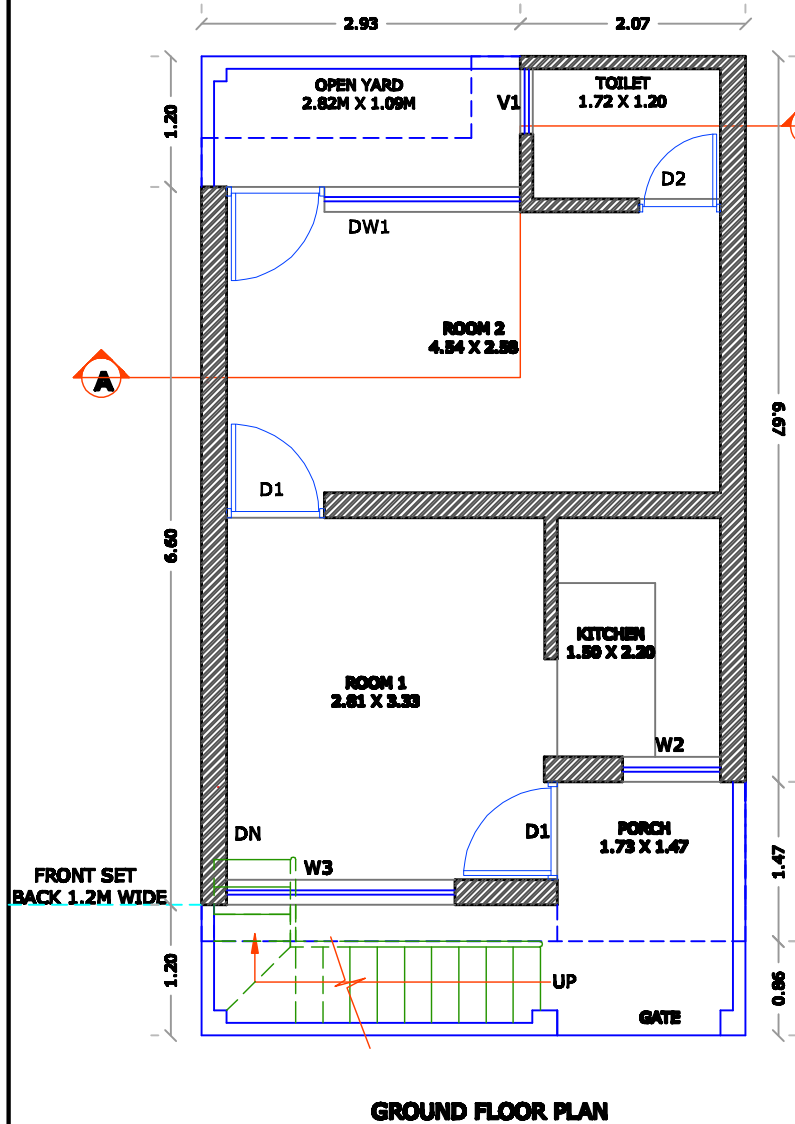 2.93
2.07
OPEN YARD
2.82M X 1.09M
V1
TOILET
1.72 X 1.20
1.20
D2
DW1
ROOM 2
4.54 X 2.58
A
6.67
D1
6.60
KITCHEN
1.50 X 2.20
ROOM 1
2.81 X 3.33
W2
DN
D1
PORCH
1.73 X 1.47
1.47
W3
FRONT SET
BACK 1.2M WIDE
1.20
UP
0.86
GATE
GROUND FLOOR PLAN